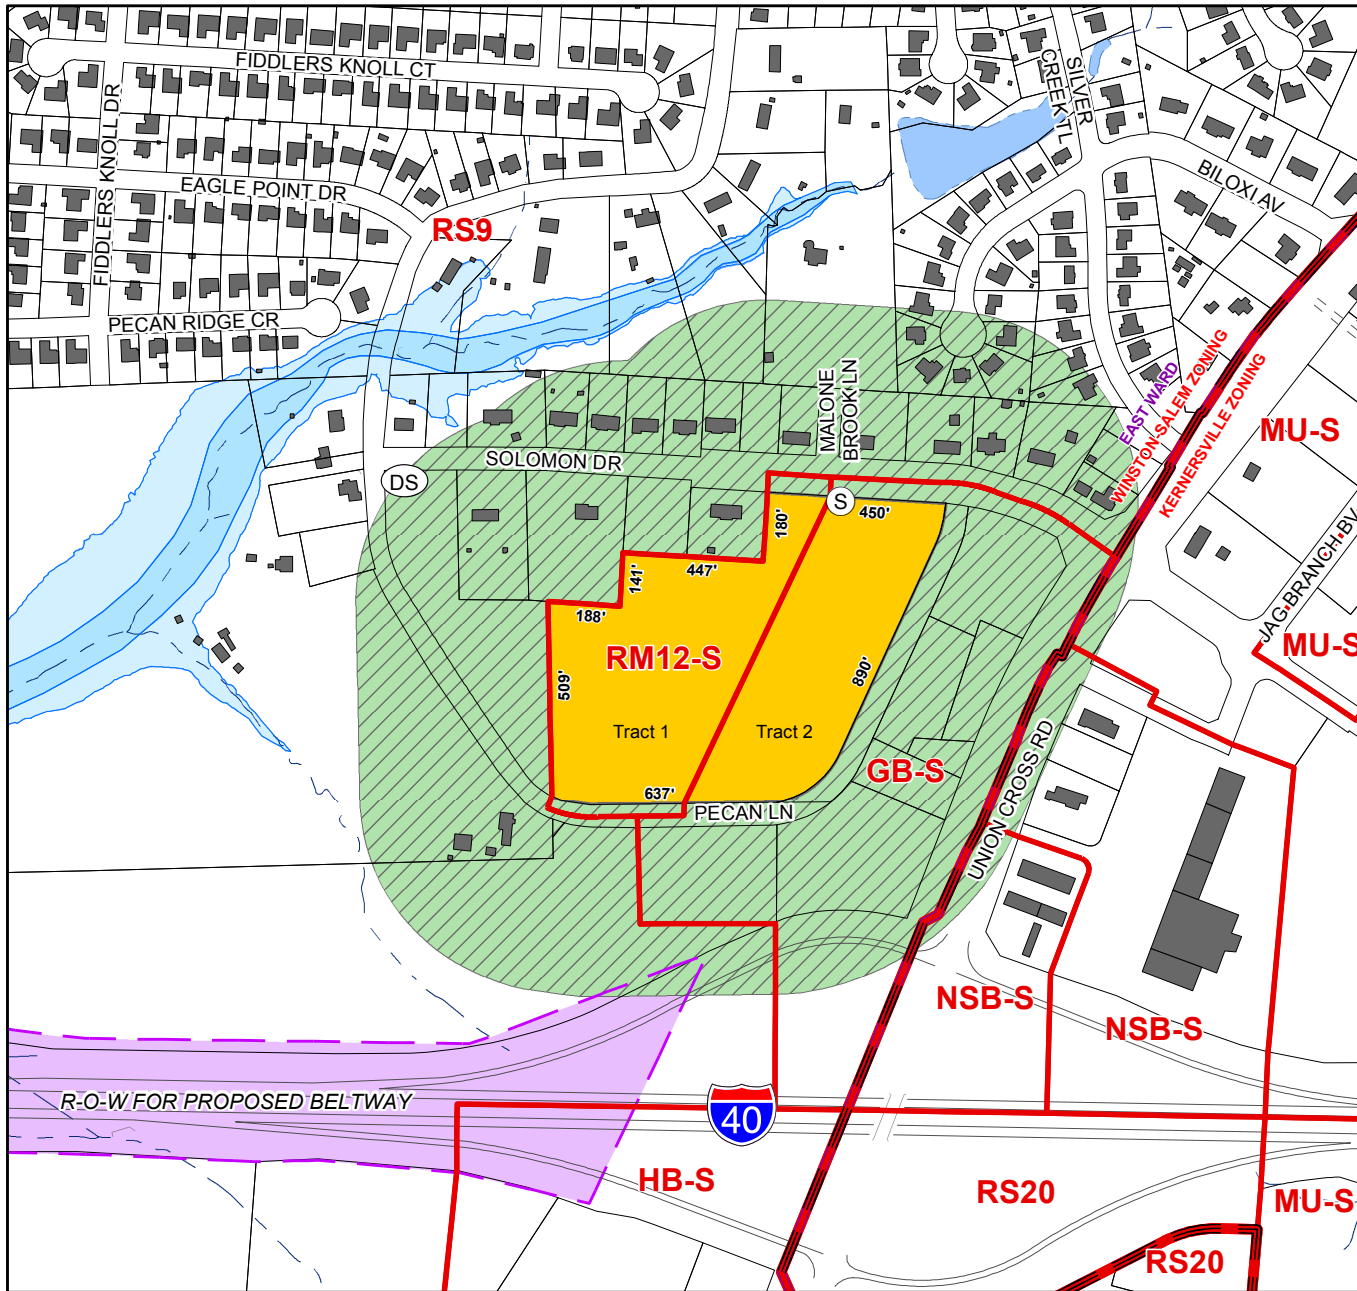 FIDDLERS KNOLL CT
SILVER
CREEK TL
FIDDLERS KNOLL DR
EAGLE POINT DR
BILOXI AV
RS9
PECAN RIDGE CR
MALONE
BROOK LN
EAST WARD
WINSTON-SALEM ZONING
KERNERSVILLE ZONING
MU-S
SOLOMON DR
DS
S
180'
450'
JAG BRANCH BV
447'
141'
188'
RM12-S
MU-S
509'
890'
Tract 1
Tract 2
GB-S
UNION CROSS RD
637'
PECAN LN
NSB-S
NSB-S
R-O-W FOR PROPOSED BELTWAY
40
HB-S
RS20
MU-S
RS20